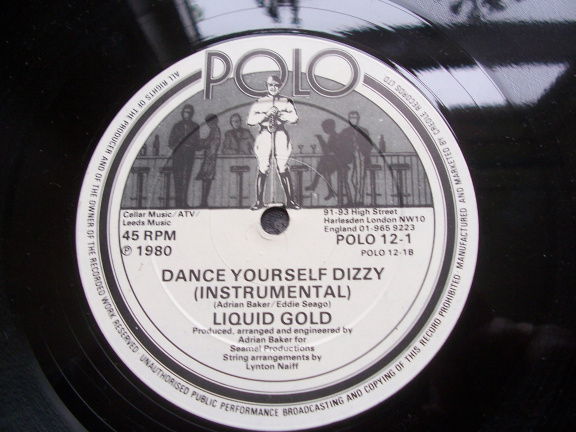 POLO
Cellar Music/ATV/
Leeds Music
45 RPM
℗ 1980
91-93 High Street
Harlesden London NW10
England 01-965 9223
POLO 12-1
POLO 12-1B
DANCE YOURSELF DIZZY
(INSTRUMENTAL)
(Adrian Baker/Eddie Seago)
LIQUID GOLD
Produced, arranged and engineered by
Adrian Baker for
Seamel Productions
String arrangements by
Lynton Naiff
ALL RIGHTS OF THE PRODUCER AND OF THE OWNER OF THE RECORDED WORK RESERVED. UNAUTHORISED PUBLIC PERFORMANCE BROADCASTING AND COPYING OF THIS RECORD PROHIBITED · MANUFACTURED AND MARKETED BY CREOLE RECORDS LTD